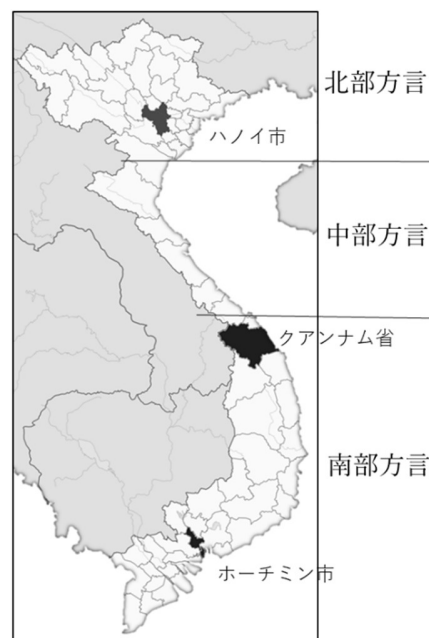 北部方言
ハノイ市
中部方言
クアンナム省
南部方言
ホーチミン市